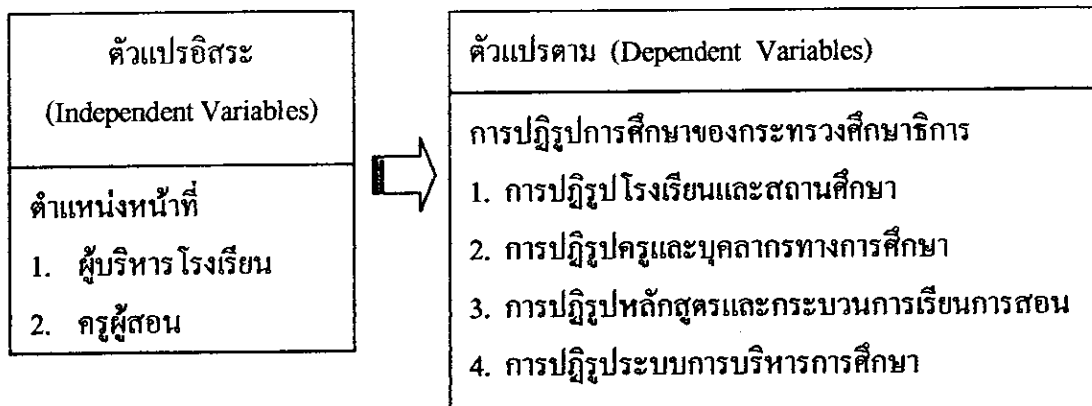 ตัวแปรอิสระ
(Independent Variables)
ตำแหน่งหน้าที่
1. ผู้บริหารโรงเรียน
2. ครูผู้สอน
ตัวแปรตาม (Dependent Variables)
การปฏิรูปการศึกษาของกระทรวงศึกษาธิการ
1. การปฏิรูปโรงเรียนและสถานศึกษา
2. การปฏิรูปครูและบุคลากรทางการศึกษา
3. การปฏิรูปหลักสูตรและกระบวนการเรียนการสอน
4. การปฏิรูประบบการบริหารการศึกษา